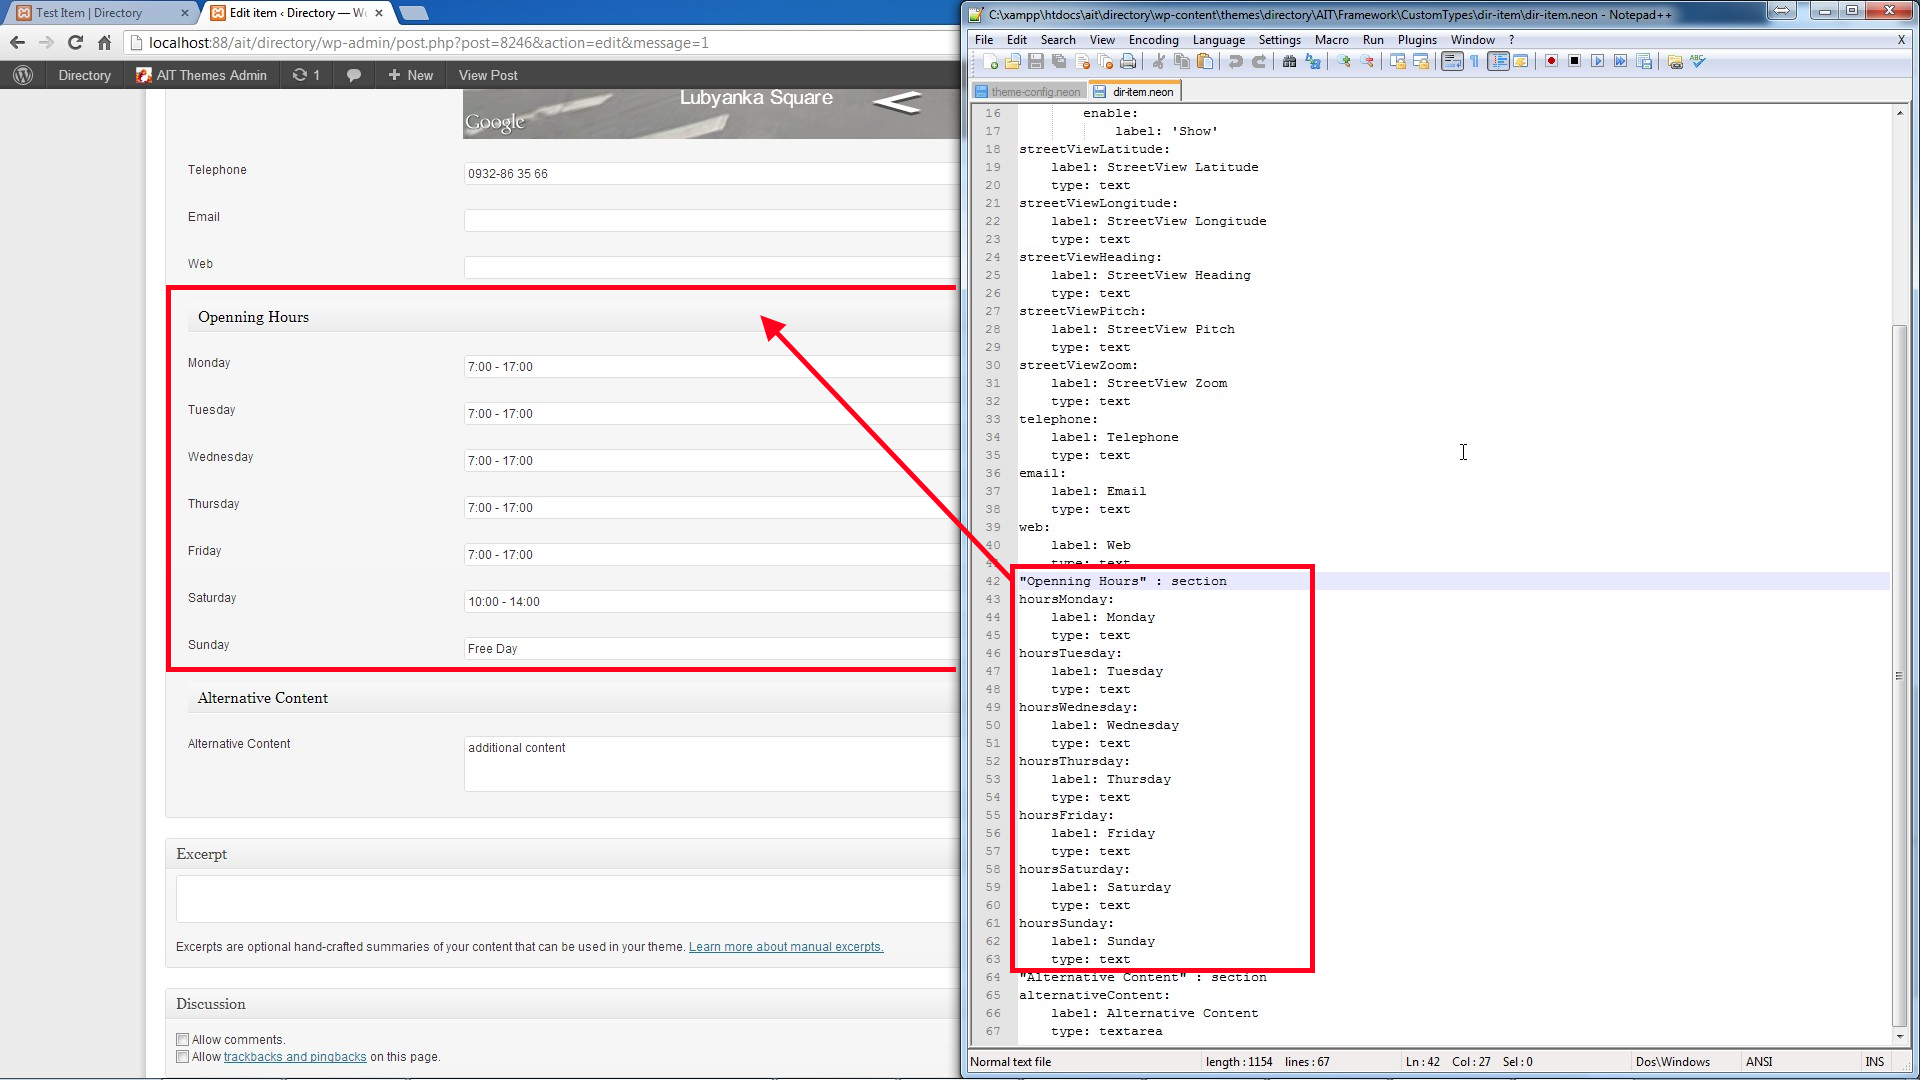 Test Item | Directory
Edit item ‹ Directory — W
localhost:88/ait/directory/wp-admin/post.php?post=8246&action=edit&message=1
Directory
AIT Themes Admin
1
New
View Post
Lubyanka Square
Google
Telephone
0932-86 35 66
Email
Web
Openning Hours
Monday
7:00 - 17:00
Tuesday
7:00 - 17:00
Wednesday
7:00 - 17:00
Thursday
7:00 - 17:00
Friday
7:00 - 17:00
Saturday
10:00 - 14:00
Sunday
Free Day
Alternative Content
Alternative Content
additional content
Excerpt
Excerpts are optional hand-crafted summaries of your content that can be used in your theme. Learn more about manual excerpts.
Discussion
Allow comments.
Allow trackbacks and pingbacks on this page.
C:\xampp\htdocs\ait\directory\wp-content\themes\directory\AIT\Framework\CustomTypes\dir-item\dir-item.neon - Notepad++
File Edit Search View Encoding Language Settings Macro Run Plugins Window ? X
theme-config.neon
dir-item.neon
16 enable:
17 label: 'Show'
18 streetViewLatitude:
19 label: StreetView Latitude
20 type: text
21 streetViewLongitude:
22 label: StreetView Longitude
23 type: text
24 streetViewHeading:
25 label: StreetView Heading
26 type: text
27 streetViewPitch:
28 label: StreetView Pitch
29 type: text
30 streetViewZoom:
31 label: StreetView Zoom
32 type: text
33 telephone:
34 label: Telephone
35 type: text
36 email:
37 label: Email
38 type: text
39 web:
40 label: Web
41 type: text
42 "Openning Hours" : section
43 hoursMonday:
44 label: Monday
45 type: text
46 hoursTuesday:
47 label: Tuesday
48 type: text
49 hoursWednesday:
50 label: Wednesday
51 type: text
52 hoursThursday:
53 label: Thursday
54 type: text
55 hoursFriday:
56 label: Friday
57 type: text
58 hoursSaturday:
59 label: Saturday
60 type: text
61 hoursSunday:
62 label: Sunday
63 type: text
64 "Alternative Content" : section
65 alternativeContent:
66 label: Alternative Content
67 type: textarea
Normal text file
length : 1154 lines : 67
Ln : 42 Col : 27 Sel : 0
Dos\Windows
ANSI
INS